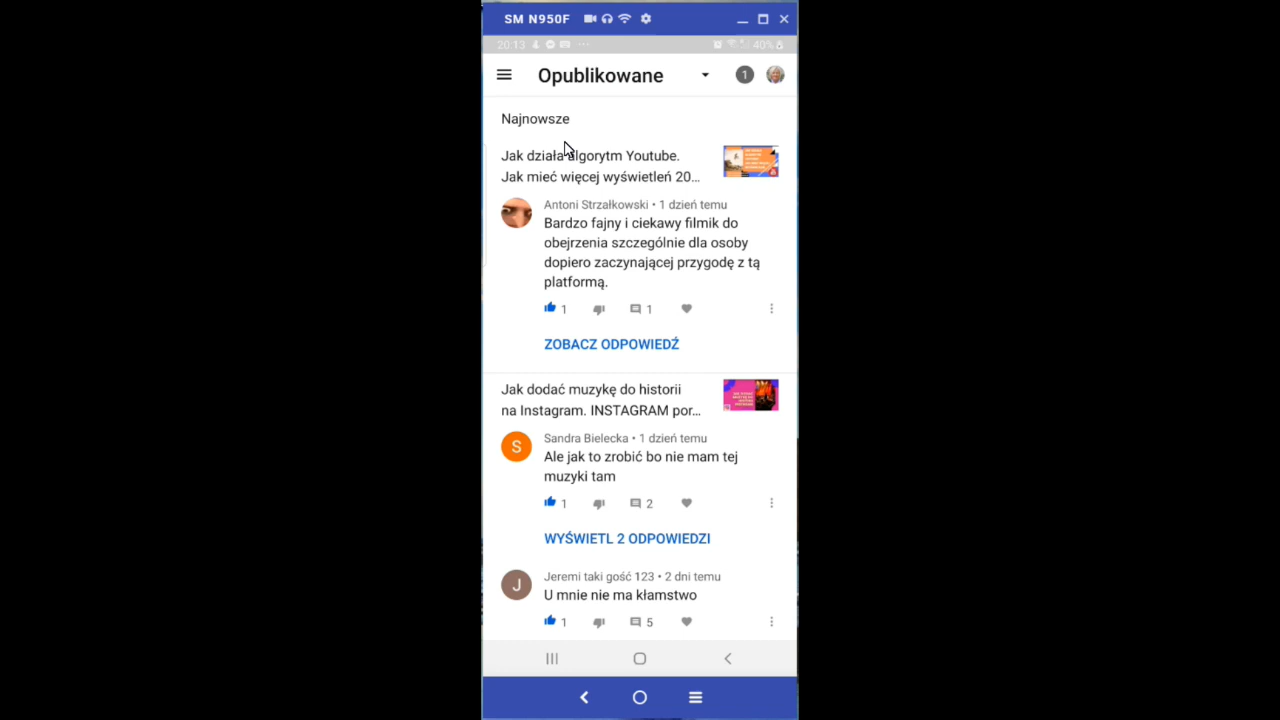 SM N950F
20:13 ... 40%
Opublikowane
1
Najnowsze
Jak działa algorytm Youtube.
Jak mieć więcej wyświetleń 20...
Antoni Strzałkowski • 1 dzień temu
Bardzo fajny i ciekawy filmik do
obejrzenia szczególnie dla osoby
dopiero zaczynającej przygodę z tą
platformą.
1 1
ZOBACZ ODPOWIEDŹ
Jak dodać muzykę do historii
na Instagram. INSTAGRAM por...
S
Sandra Bielecka • 1 dzień temu
Ale jak to zrobić bo nie mam tej
muzyki tam
1 2
WYŚWIETL 2 ODPOWIEDZI
J
Jeremi taki gość 123 • 2 dni temu
U mnie nie ma kłamstwo
1 5